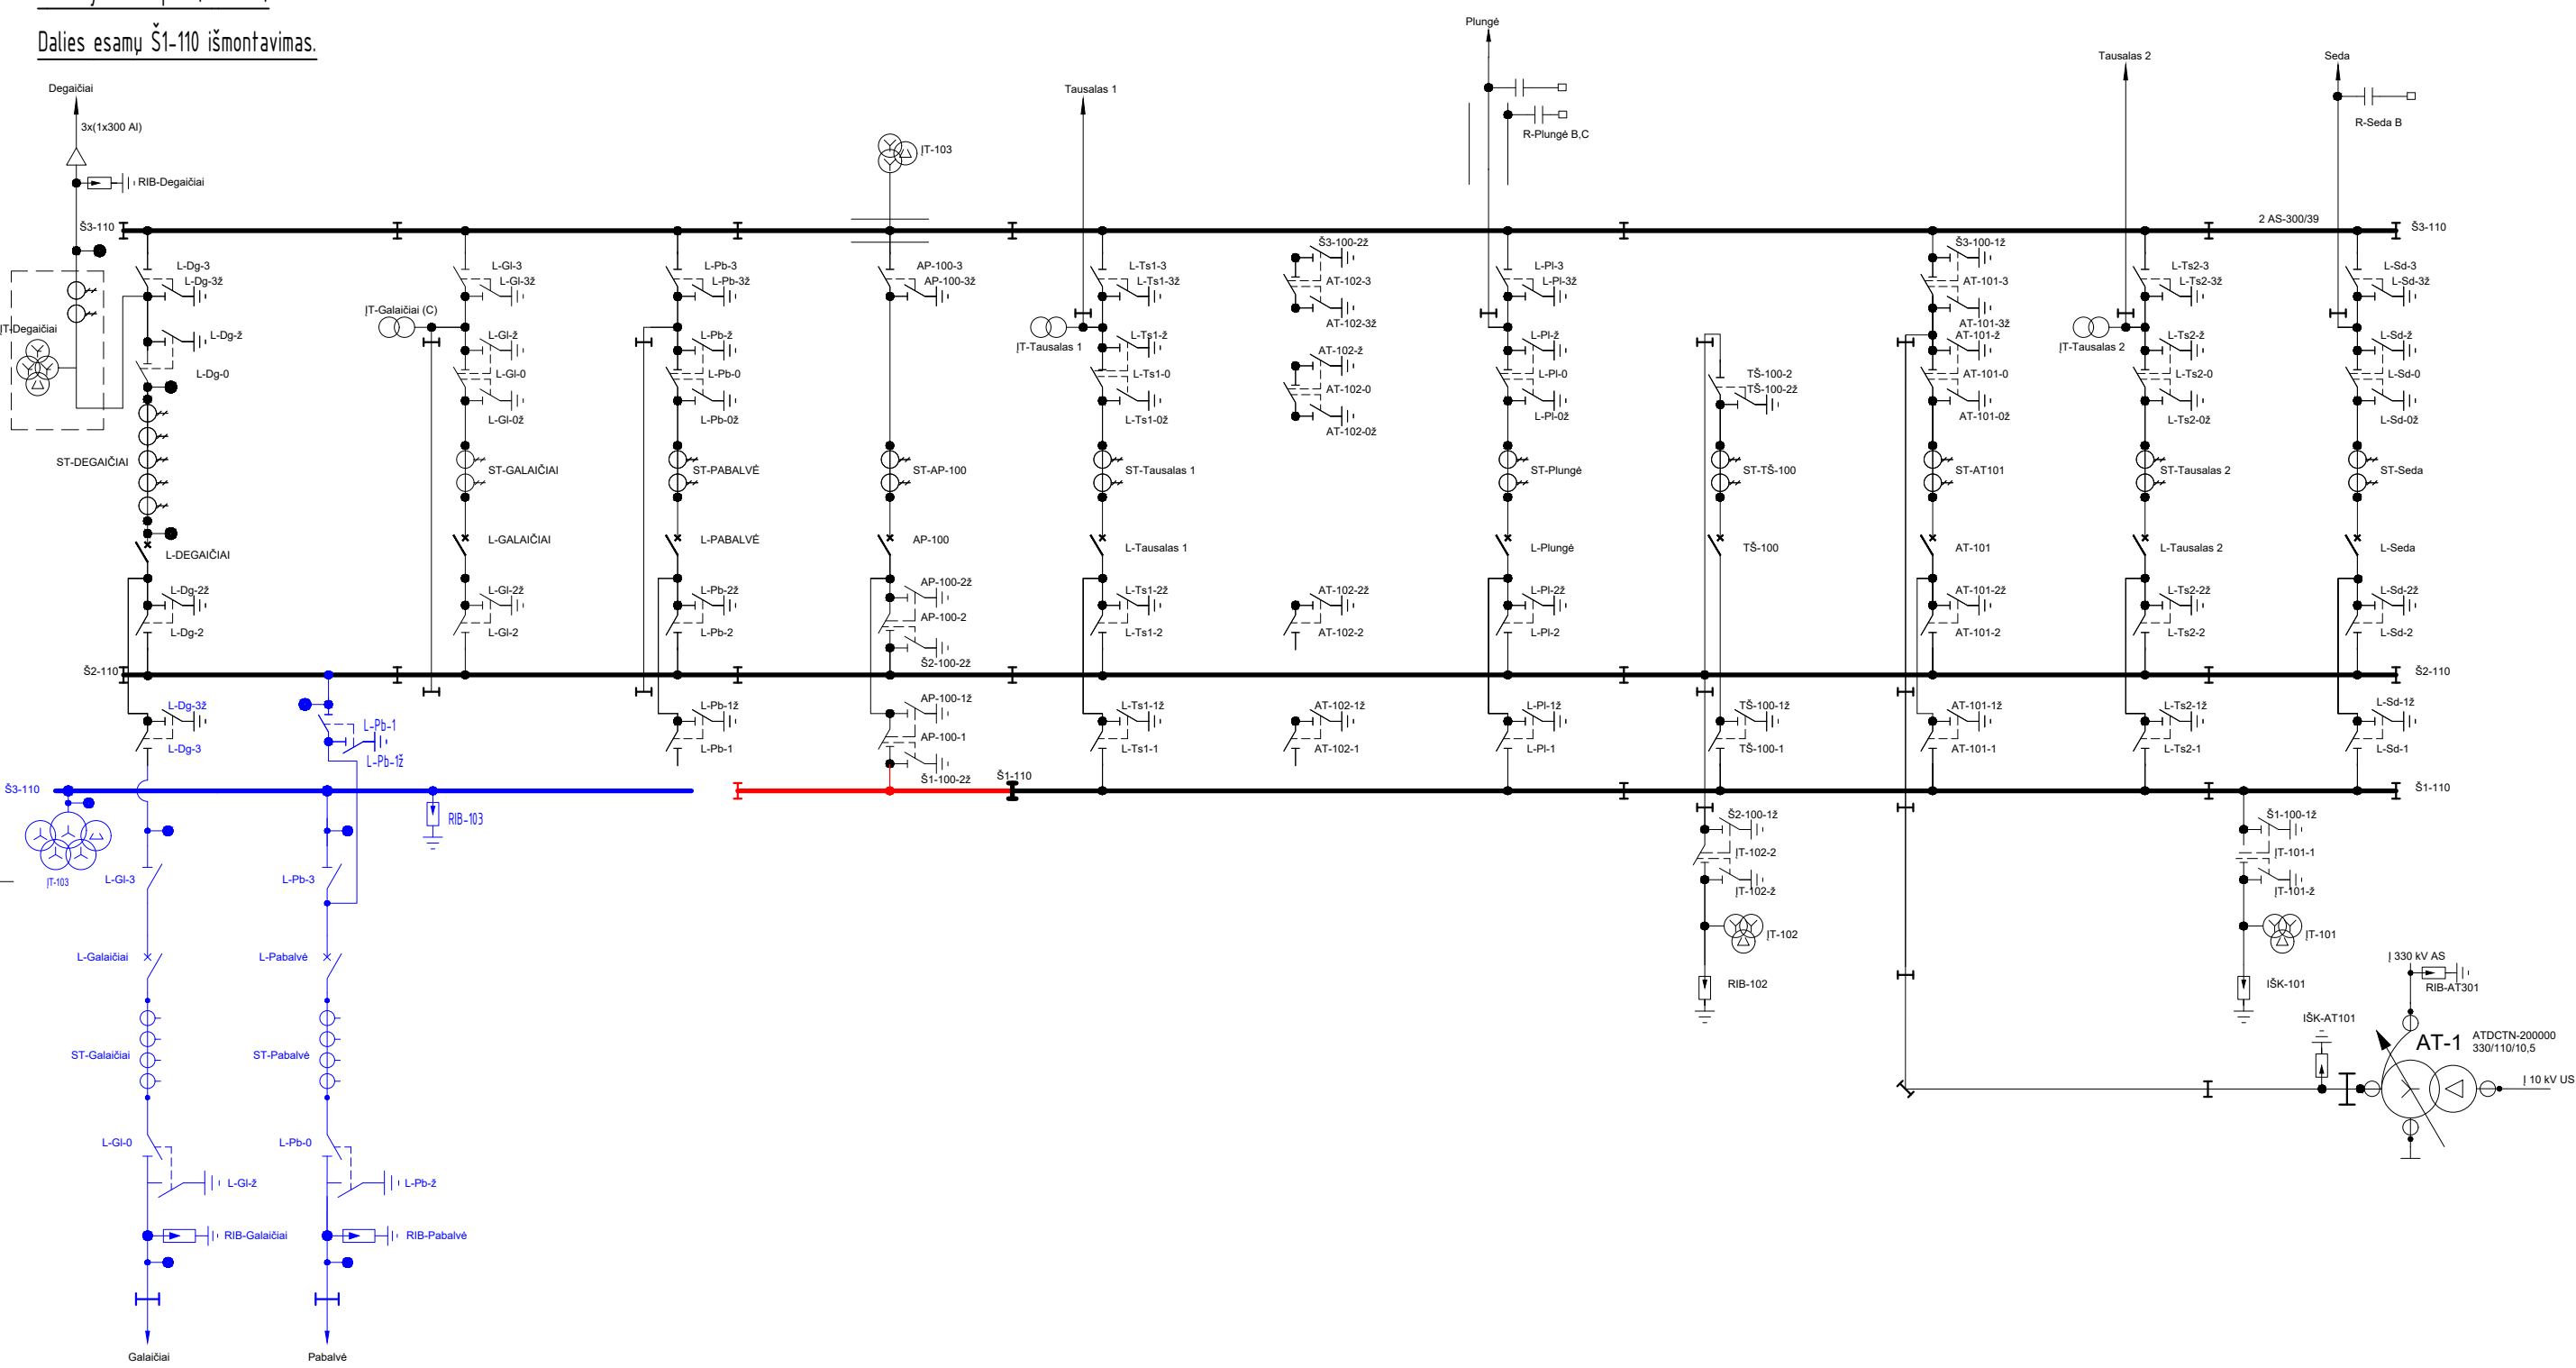 Dalies esamų Š1-110 išmontavimas.
Plungė
Degaičiai
Tausalas 1
Tausalas 2
Seda
3x(1x300 Al)
R-Plungė B,C
R-Seda B
RIB-Degaičiai
ĮT-103
Š3-110
2 AS-300/39
Š3-110
L-Dg-3
L-Dg-3ž
L-Gl-3
L-Gl-3ž
L-Pb-3
L-Pb-3ž
AP-100-3
AP-100-3ž
L-Ts1-3
L-Ts1-3ž
Š3-100-2ž
AT-102-3
AT-102-3ž
L-Pl-3
L-Pl-3ž
Š3-100-1ž
AT-101-3
AT-101-3ž
L-Ts2-3
L-Ts2-3ž
L-Sd-3
L-Sd-3ž
ĮT-Degaičiai
L-Dg-ž
L-Dg-0
ĮT-Galaičiai (C)
L-Gl-ž
L-Gl-0
L-Gl-0ž
L-Pb-ž
L-Pb-0
L-Pb-0ž
ĮT-Tausalas 1
L-Ts1-ž
L-Ts1-0
L-Ts1-0ž
AT-102-ž
AT-102-0
AT-102-0ž
L-Pl-ž
L-Pl-0
L-Pl-0ž
TŠ-100-2
TŠ-100-2ž
AT-101-ž
AT-101-0
AT-101-0ž
ĮT-Tausalas 2
L-Ts2-ž
L-Ts2-0
L-Ts2-0ž
L-Sd-ž
L-Sd-0
L-Sd-0ž
ST-DEGAIČIAI
ST-GALAIČIAI
ST-PABALVĖ
ST-AP-100
ST-Tausalas 1
ST-Plungė
ST-TŠ-100
ST-AT101
ST-Tausalas 2
ST-Seda
L-DEGAIČIAI
L-GALAIČIAI
L-PABALVĖ
AP-100
L-Tausalas 1
L-Plungė
TŠ-100
AT-101
L-Tausalas 2
L-Seda
L-Dg-2ž
L-Dg-2
L-Gl-2ž
L-Gl-2
L-Pb-2ž
L-Pb-2
AP-100-2ž
AP-100-2
Š2-100-2ž
L-Ts1-2ž
L-Ts1-2
AT-102-2ž
AT-102-2
L-Pl-2ž
L-Pl-2
AT-101-2ž
AT-101-2
L-Ts2-2ž
L-Ts2-2
L-Sd-2ž
L-Sd-2
Š2-110
Š2-110
L-Dg-3ž
L-Dg-3
L-Pb-1
L-Pb-1ž
L-Pb-1ž
L-Pb-1
AP-100-1ž
AP-100-1
Š1-100-2ž
L-Ts1-1ž
L-Ts1-1
AT-102-1ž
AT-102-1
L-Pl-1ž
L-Pl-1
TŠ-100-1ž
TŠ-100-1
AT-101-1ž
AT-101-1
L-Ts2-1ž
L-Ts2-1
L-Sd-1ž
L-Sd-1
Š3-110
Š1-110
Š1-110
RIB-103
ĮT-103
L-Gl-3
L-Pb-3
Š2-100-1ž
ĮT-102-2
ĮT-102-ž
Š1-100-1ž
ĮT-101-1
ĮT-101-ž
ĮT-102
ĮT-101
L-Galaičiai
L-Pabalvė
RIB-102
IŠK-101
Į 330 kV AS
RIB-AT301
IŠK-AT101
AT-1
ATDCTN-200000
330/110/10,5
Į 10 kV US
ST-Galaičiai
ST-Pabalvė
L-Gl-0
L-Pb-0
L-Gl-ž
L-Pb-ž
RIB-Galaičiai
RIB-Pabalvė
Galaičiai
Pabalvė